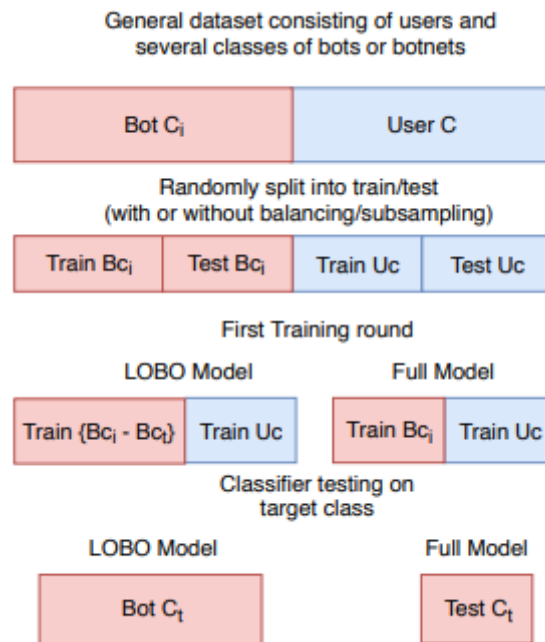 General dataset consisting of users and
several classes of bots or botnets
Bot Cᵢ User C
Randomly split into train/test
(with or without balancing/subsampling)
Train Bcᵢ Test Bcᵢ Train Uc Test Uc
First Training round
LOBO Model Full Model
Train {Bcᵢ - Bcₜ} Train Uc Train Bcᵢ Train Uc
Classifier testing on
target class
LOBO Model Full Model
Bot Cₜ Test Cₜ